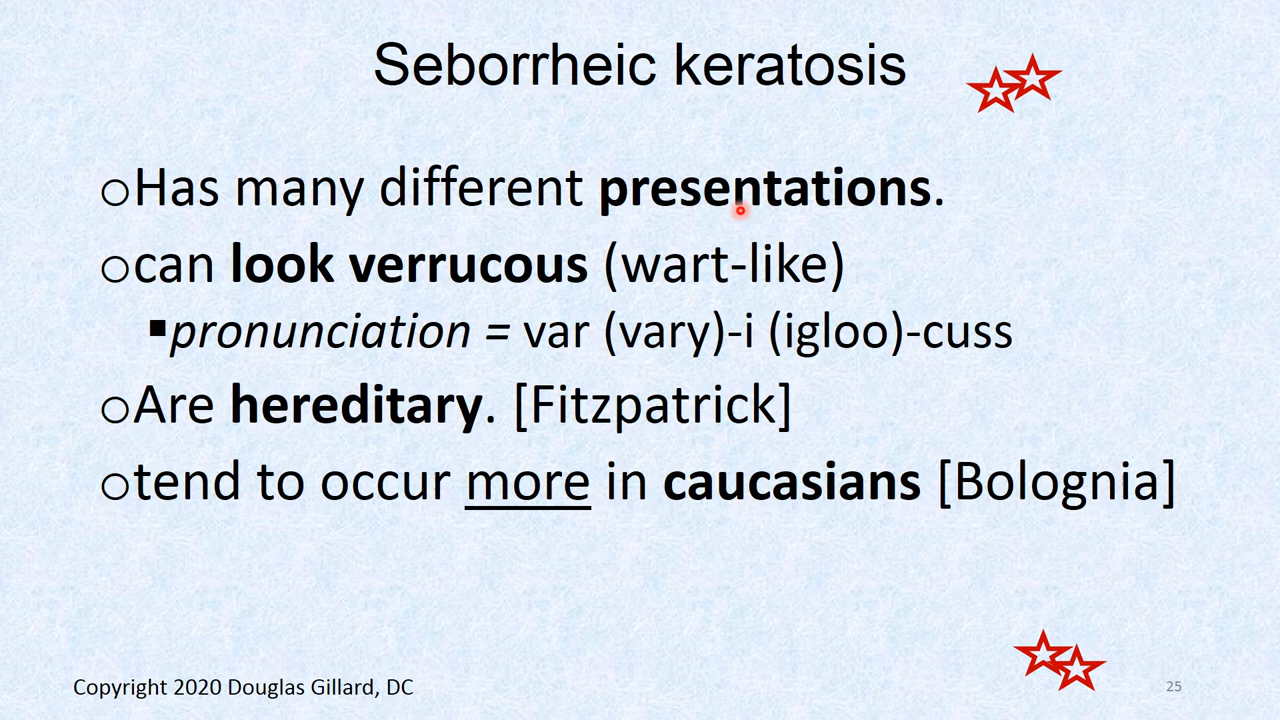 Seborrheic keratosis
oHas many different presentations.
ocan look verrucous (wart-like)
▪pronunciation = var (vary)-i (igloo)-cuss
oAre hereditary. [Fitzpatrick]
otend to occur more in caucasians [Bolognia]
Copyright 2020 Douglas Gillard, DC
25